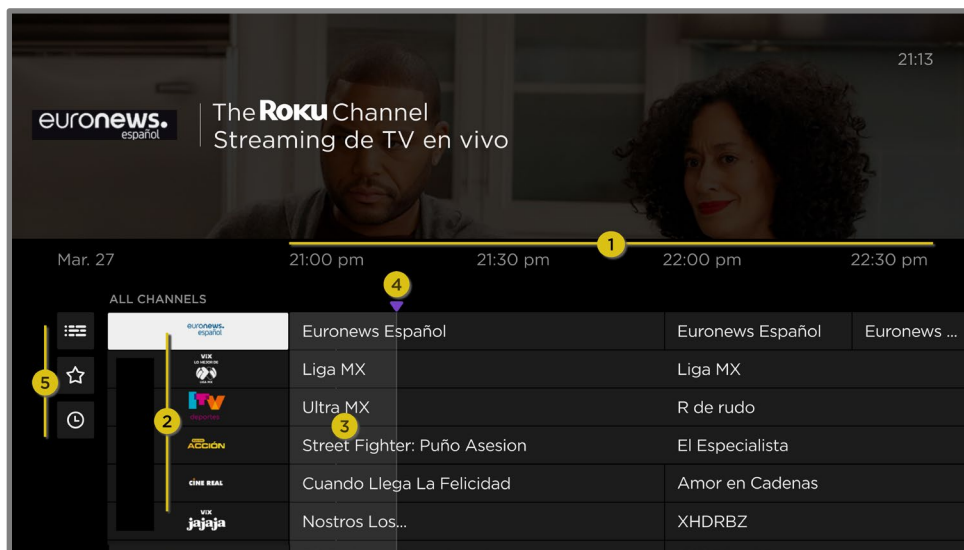 21:13
euronews.
español
The Roku Channel
Streaming de TV en vivo
1
Mar. 27 21:00 pm 21:30 pm 22:00 pm 22:30 pm
4
ALL CHANNELS
euronews.
español
Euronews Español Euronews Español Euronews ...
ViX
Liga MX Liga MX
5
deportes
Ultra MX R de rudo
2
3
ACCIÓN
Street Fighter: Puño Asesion El Especialista
CINE REAL
Cuando Llega La Felicidad Amor en Cadenas
ViX
jajaja
Nostros Los... XHDRBZ